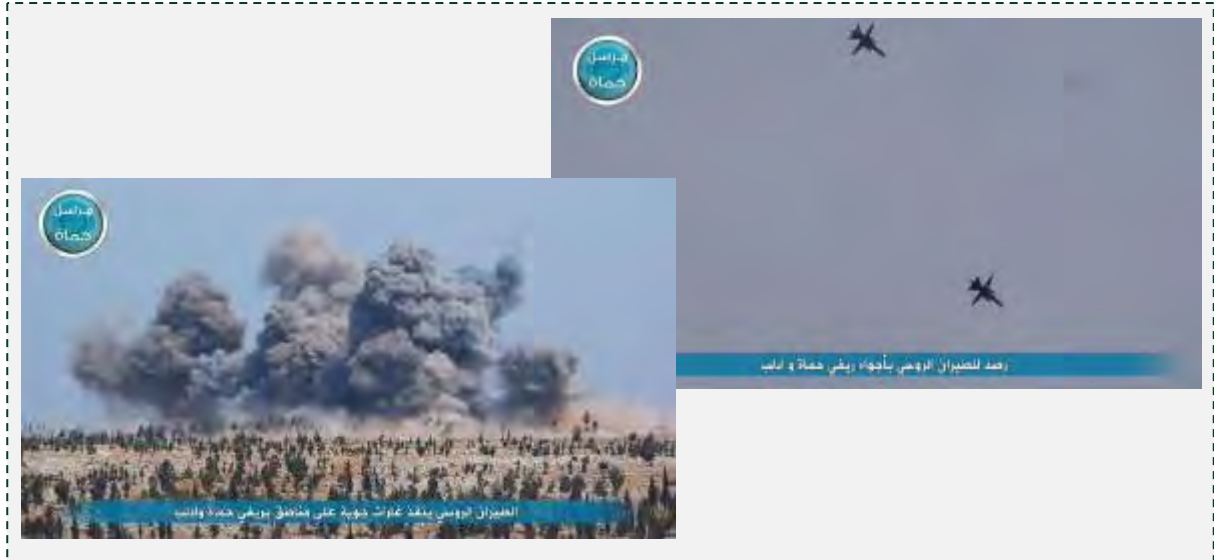 مراسل
حماة
رصد للطيران الروسي بأجواء ريفي حماة و ادلب
مراسل
حماة
الطيران الروسي ينفذ غارات جوية على مناطق بريفي حماة وادلب